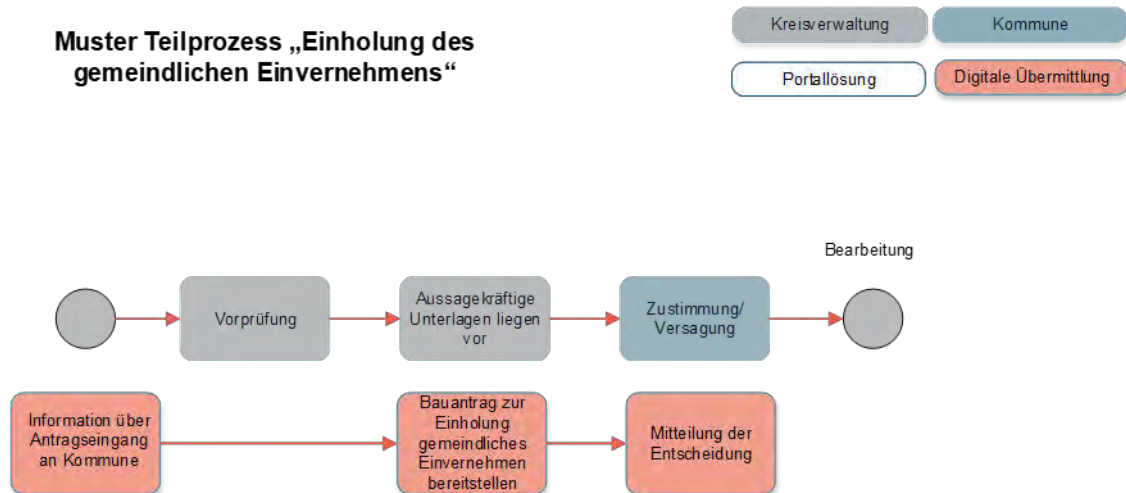 Muster Teilprozess „Einholung des
gemeindlichen Einvernehmens“
Kreisverwaltung
Kommune
Portallösung
Digitale Übermittlung
Bearbeitung
Vorprüfung
Aussagekräftige
Unterlagen liegen
vor
Zustimmung/
Versagung
Information über
Antragseingang
an Kommune
Bauantrag zur
Einholung
gemeindliches
Einvernehmen
bereitstellen
Mitteilung der
Entscheidung